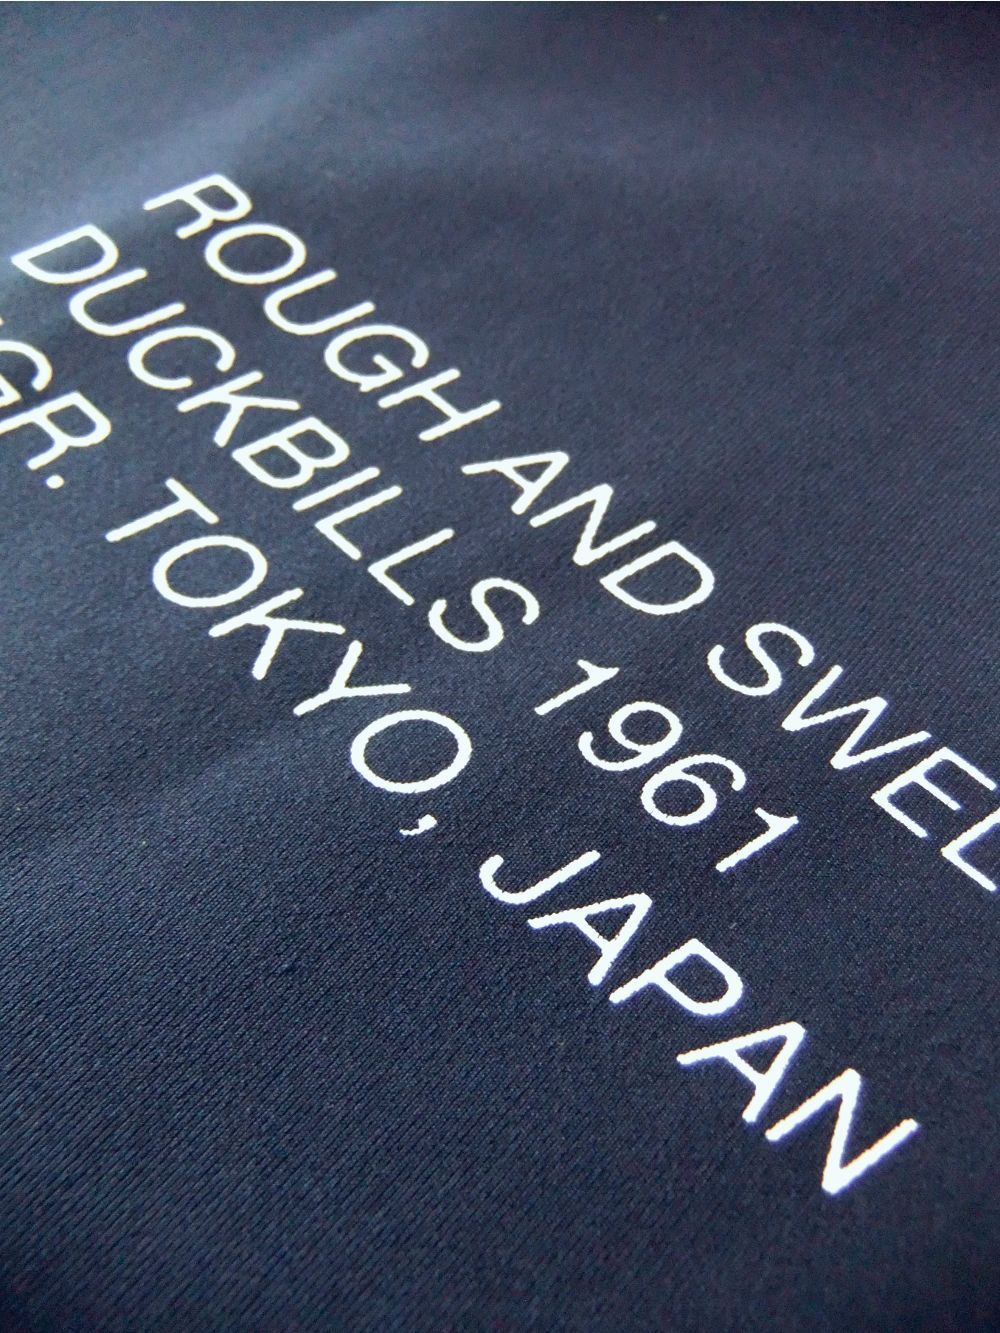 ROUGH AND SWEL
DUCKBILLS 1961
GR. TOKYO, JAPAN